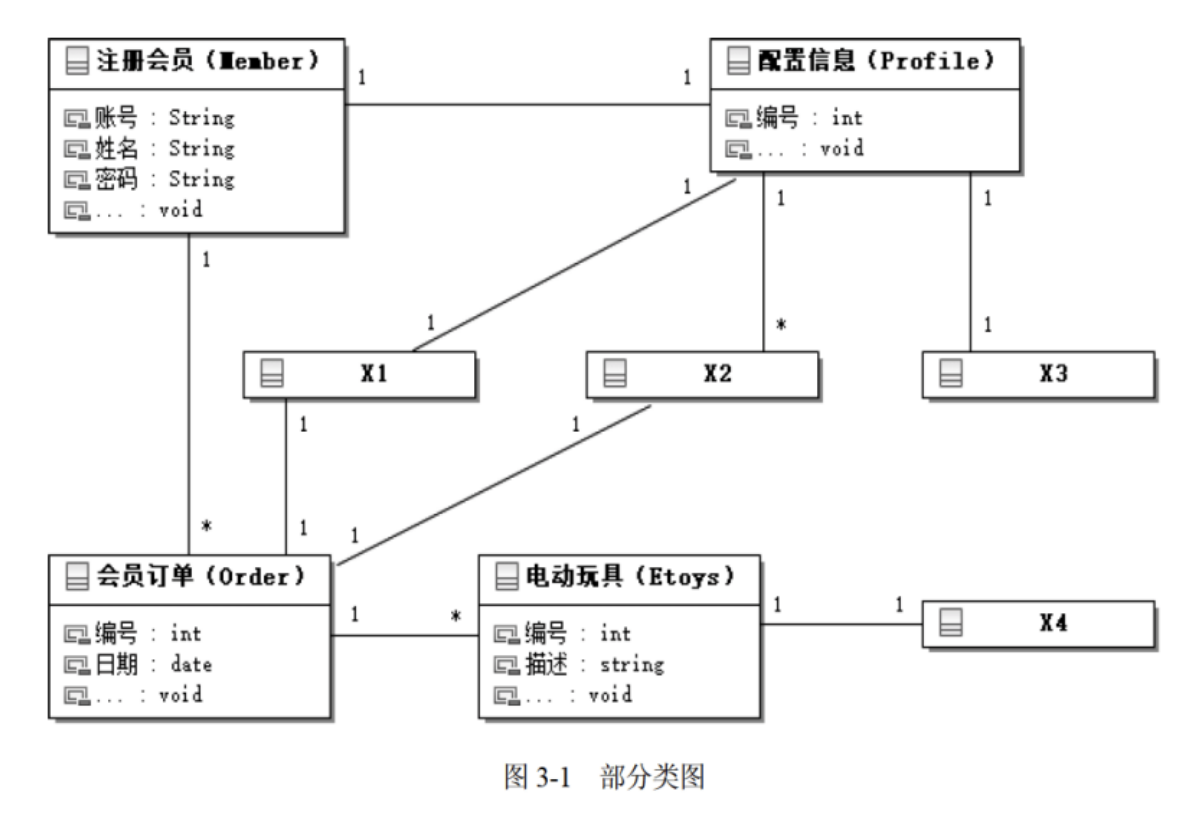 注册会员（Member）
账号 : String
姓名 : String
密码 : String
... : void
1
1
配置信息（Profile）
编号 : int
... : void
1
1
1
1
1
*
1
X1
X2
X3
1
1
*
1
1
会员订单（Order）
编号 : int
日期 : date
... : void
1
*
电动玩具（Etoys）
编号 : int
描述 : string
... : void
1
1
X4
图 3-1 部分类图